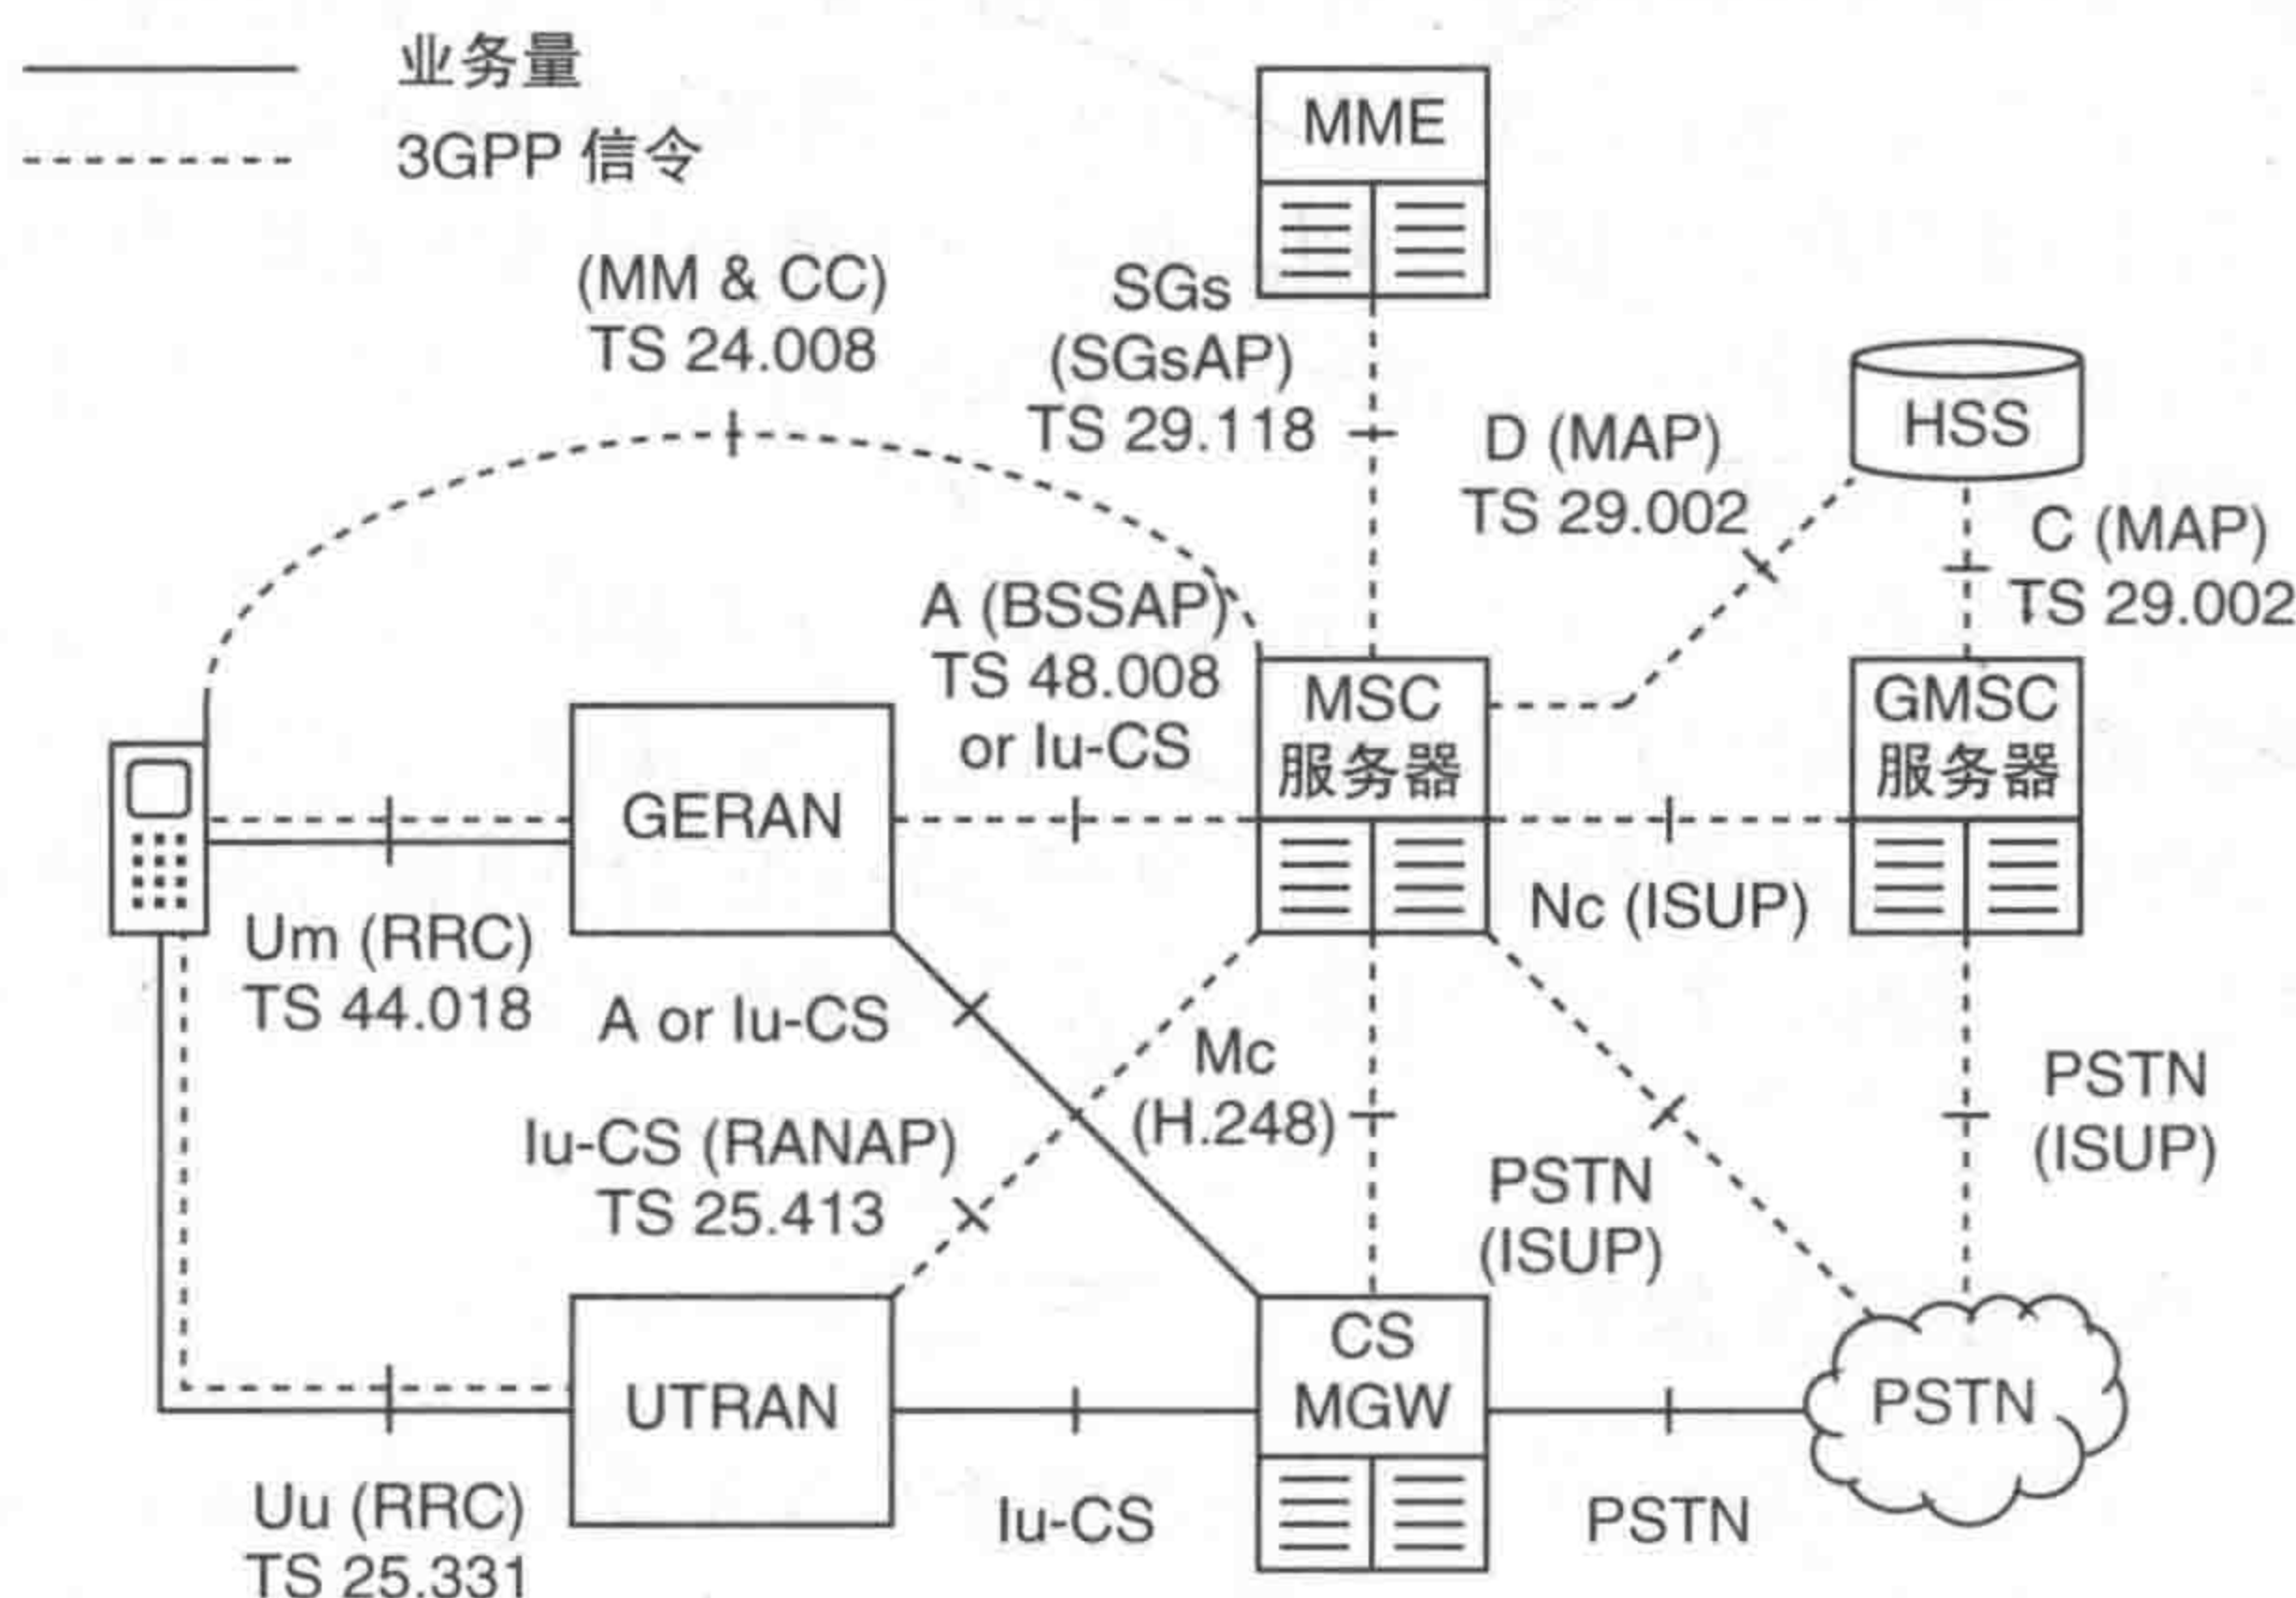 业务量
3GPP 信令
MME
(MM & CC)
TS 24.008
SGs
(SGsAP)
TS 29.118
D (MAP)
TS 29.002
HSS
C (MAP)
TS 29.002
A (BSSAP)
TS 48.008
or Iu-CS
MSC
服务器
GMSC
服务器
GERAN
Nc (ISUP)
Um (RRC)
TS 44.018
A or Iu-CS
Mc
(H.248)
Iu-CS (RANAP)
TS 25.413
PSTN
(ISUP)
PSTN
(ISUP)
UTRAN
CS
MGW
PSTN
Uu (RRC)
TS 25.331
Iu-CS
PSTN